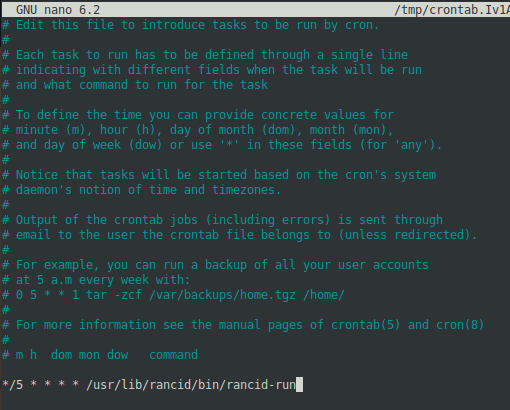 GNU nano 6.2 /tmp/crontab.Iv1A
# Edit this file to introduce tasks to be run by cron.
#
# Each task to run has to be defined through a single line
# indicating with different fields when the task will be run
# and what command to run for the task
#
# To define the time you can provide concrete values for
# minute (m), hour (h), day of month (dom), month (mon),
# and day of week (dow) or use '*' in these fields (for 'any').
#
# Notice that tasks will be started based on the cron's system
# daemon's notion of time and timezones.
#
# Output of the crontab jobs (including errors) is sent through
# email to the user the crontab file belongs to (unless redirected).
#
# For example, you can run a backup of all your user accounts
# at 5 a.m every week with:
# 0 5 * * 1 tar -zcf /var/backups/home.tgz /home/
#
# For more information see the manual pages of crontab(5) and cron(8)
#
# m h  dom mon dow   command
*/5 * * * * /usr/lib/rancid/bin/rancid-run